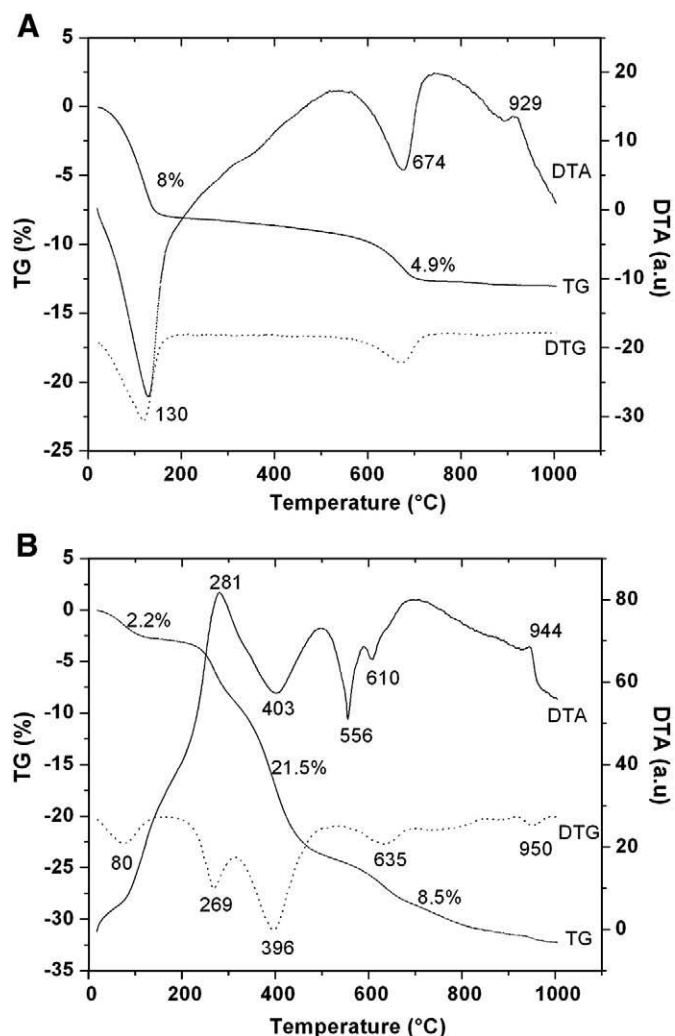 A
5
0
-5
-10
-15
-20
-25
TG (%)
20
10
0
-10
-20
-30
DTA (a.u)
8%
674
929
DTA
4.9%
TG
DTG
130
0 200 400 600 800 1000
Temperature (°C)
B
5
0
-5
-10
-15
-20
-25
-30
-35
TG (%)
80
60
40
20
0
DTA (a.u)
281
2.2%
944
610
403
556
DTA
21.5%
DTG
80
635
950
269
8.5%
396
TG
0 200 400 600 800 1000
Temperature (°C)